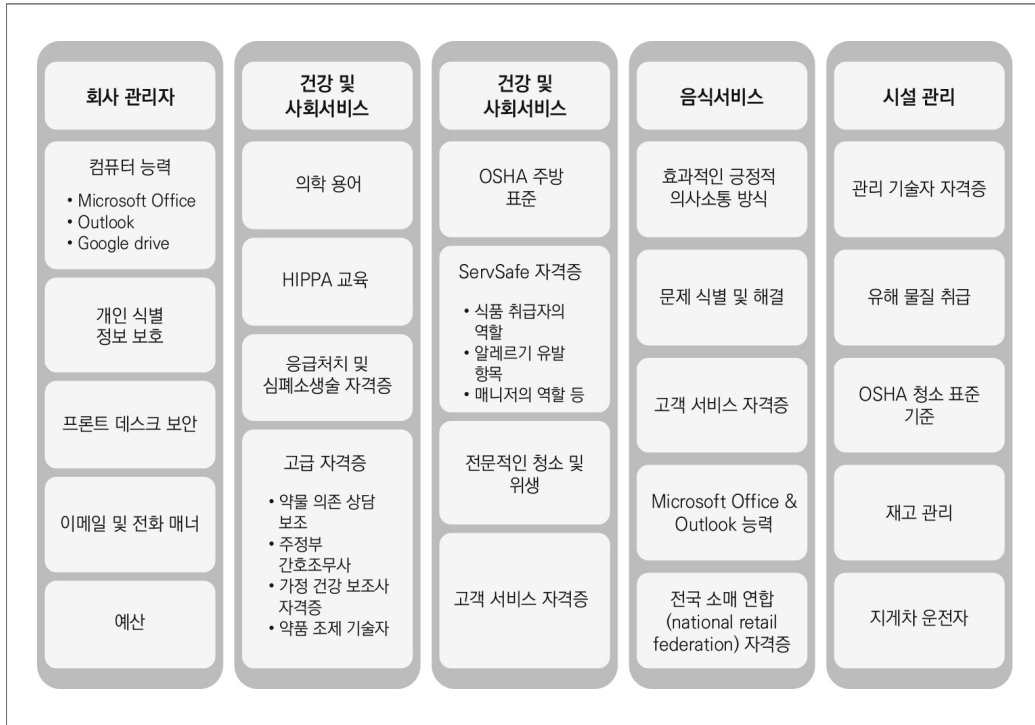 회사 관리자
컴퓨터 능력
• Microsoft Office
• Outlook
• Google drive
개인 식별
정보 보호
프론트 데스크 보안
이메일 및 전화 매너
예산
건강 및
사회서비스
의학 용어
HIPPA 교육
응급처치 및
심폐소생술 자격증
고급 자격증
• 약물 의존 상담
보조
• 주정부
간호조무사
• 가정 건강 보조사
자격증
• 약품 조제 기술자
건강 및
사회서비스
OSHA 주방
표준
ServSafe 자격증
• 식품 취급자의
역할
• 알레르기 유발
항목
• 매니저의 역할 등
전문적인 청소 및
위생
고객 서비스 자격증
음식서비스
효과적인 긍정적
의사소통 방식
문제 식별 및 해결
고객 서비스 자격증
Microsoft Office &
Outlook 능력
전국 소매 연합
(national retail
federation) 자격증
시설 관리
관리 기술자 자격증
유해 물질 취급
OSHA 청소 표준
기준
재고 관리
지게차 운전자